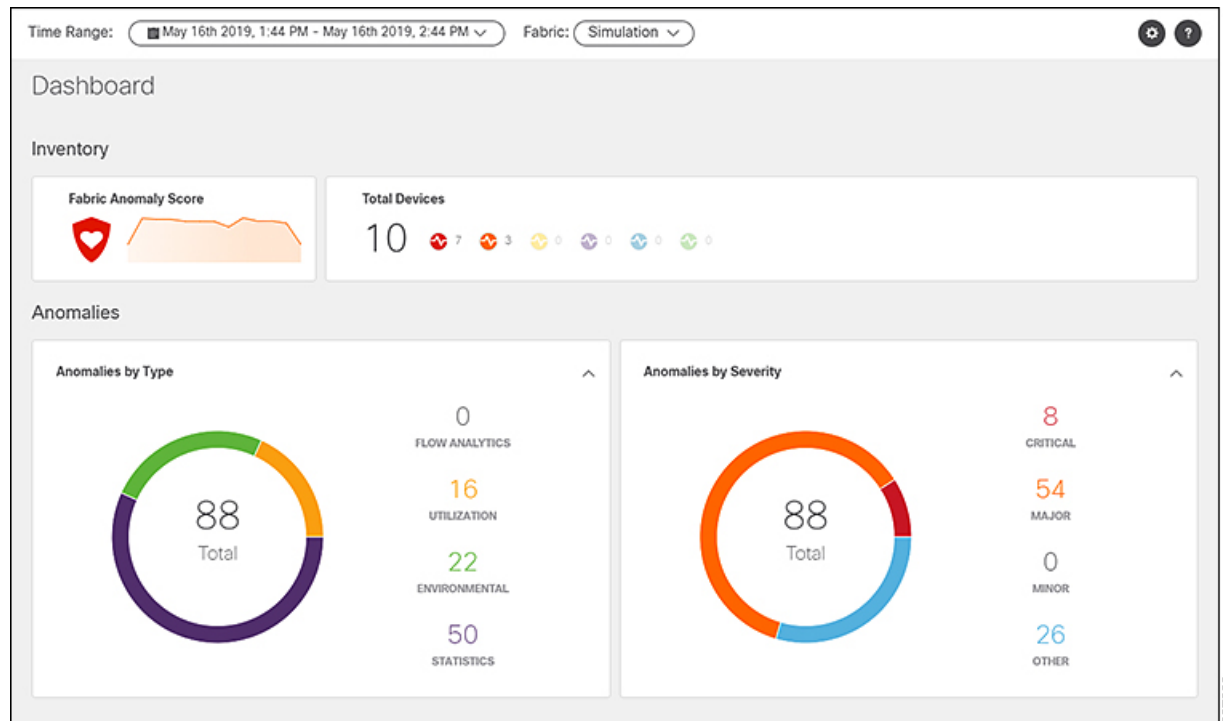 Time Range: May 16th 2019, 1:44 PM - May 16th 2019, 2:44 PM Fabric: Simulation ?
Dashboard
Inventory
Fabric Anomaly Score
Total Devices
10 7 3 0 0 0 0
Anomalies
Anomalies by Type
88
Total
0
FLOW ANALYTICS
16
UTILIZATION
22
ENVIRONMENTAL
50
STATISTICS
Anomalies by Severity
88
Total
8
CRITICAL
54
MAJOR
0
MINOR
26
OTHER